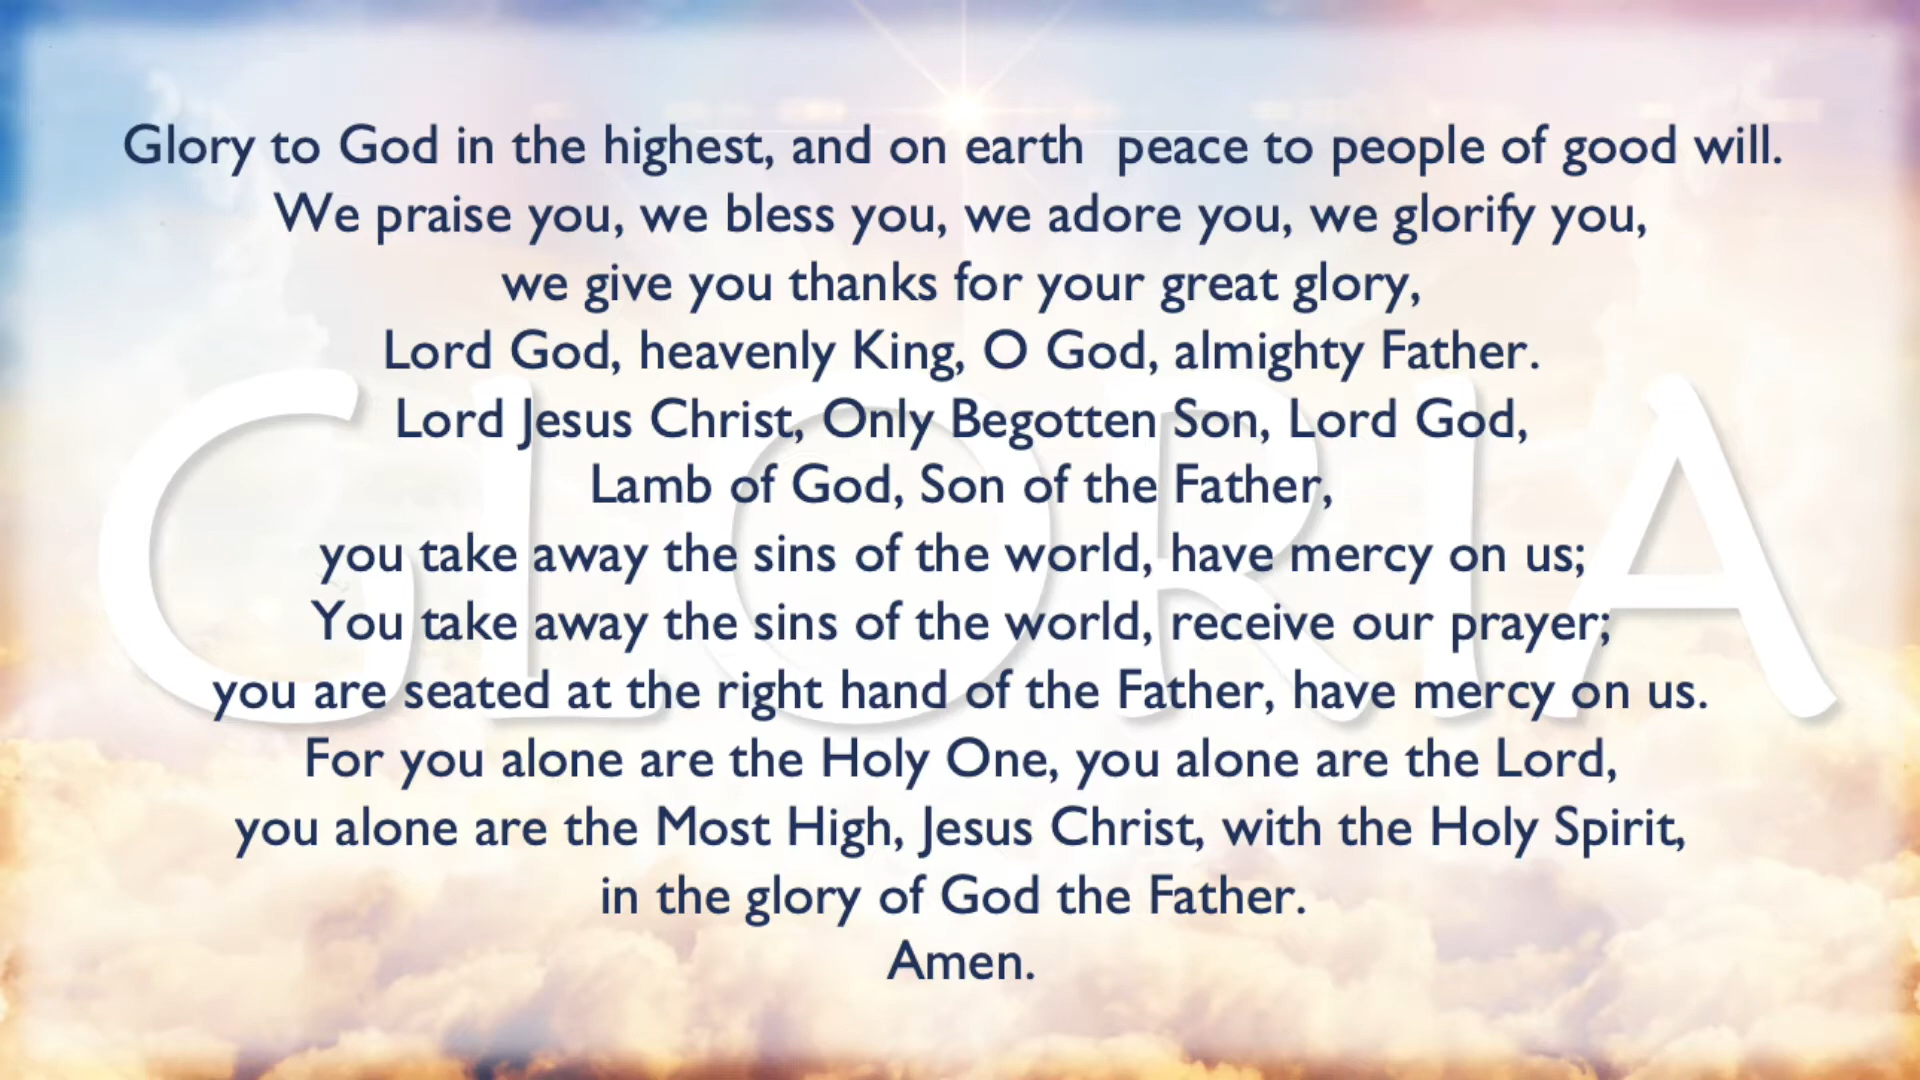 Glory to God in the highest, and on earth  peace to people of good will.
We praise you, we bless you, we adore you, we glorify you,
we give you thanks for your great glory,
Lord God, heavenly King, O God, almighty Father.
Lord Jesus Christ, Only Begotten Son, Lord God,
Lamb of God, Son of the Father,
you take away the sins of the world, have mercy on us;
You take away the sins of the world, receive our prayer;
you are seated at the right hand of the Father, have mercy on us.
For you alone are the Holy One, you alone are the Lord,
you alone are the Most High, Jesus Christ, with the Holy Spirit,
in the glory of God the Father.
Amen.
GLORIA